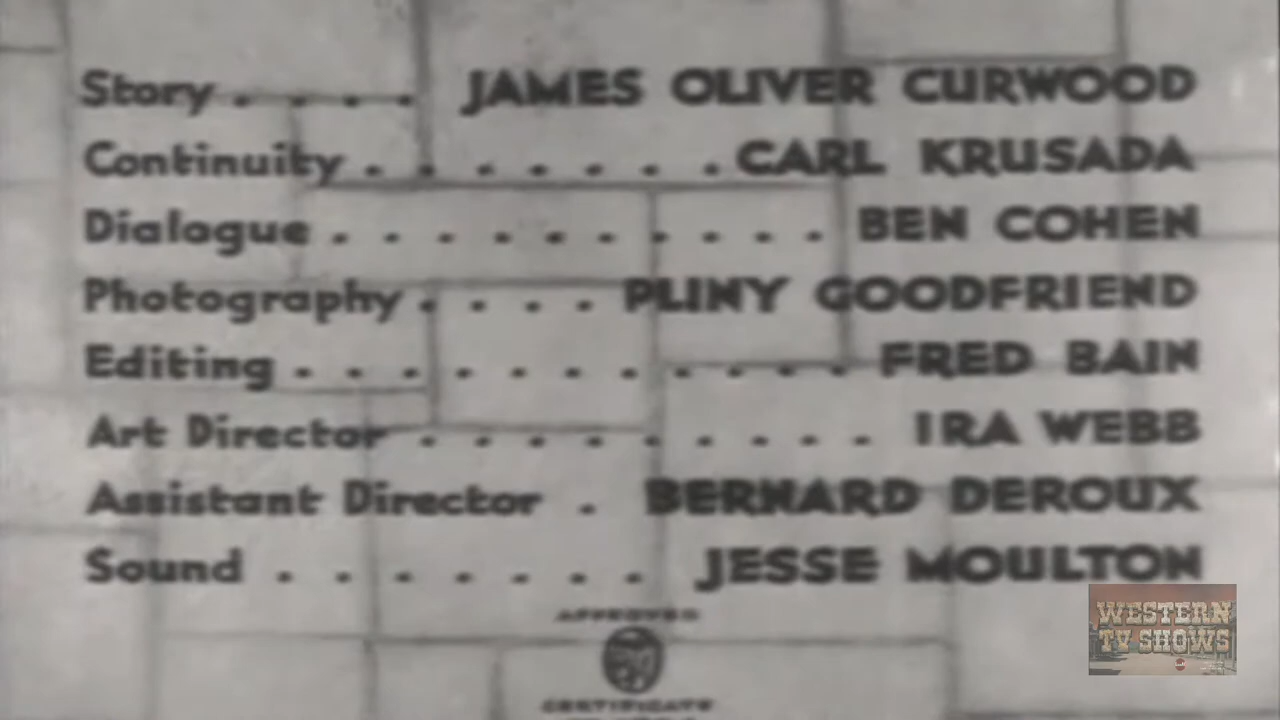 Story . . . . JAMES OLIVER CURWOOD
Continuity . . . . . . . CARL KRUSADA
Dialogue . . . . . . . . . . BEN COHEN
Photography . . . . PLINY GOODFRIEND
Editing . . . . . . . . . . . FRED BAIN
Art Director . . . . . . . . . IRA WEBB
Assistant Director . BERNARD DEROUX
Sound . . . . . . . JESSE MOULTON
APPROVED
CERTIFICATE
WESTERN
TV SHOWS